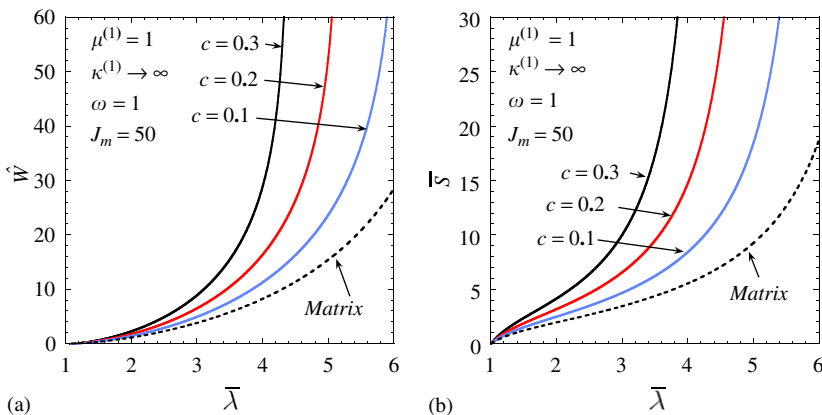 60
50
40
30
20
10
0
Ŵ
μ⁽¹⁾ = 1
κ⁽¹⁾ → ∞
ω = 1
J_m = 50
c = 0.3
c = 0.2
c = 0.1
Matrix
1 2 3 4 5 6
(a)
λ̅
30
25
20
15
10
5
0
S̅
μ⁽¹⁾ = 1
κ⁽¹⁾ → ∞
ω = 1
J_m = 50
c = 0.3
c = 0.2
c = 0.1
Matrix
1 2 3 4 5 6
(b)
λ̅